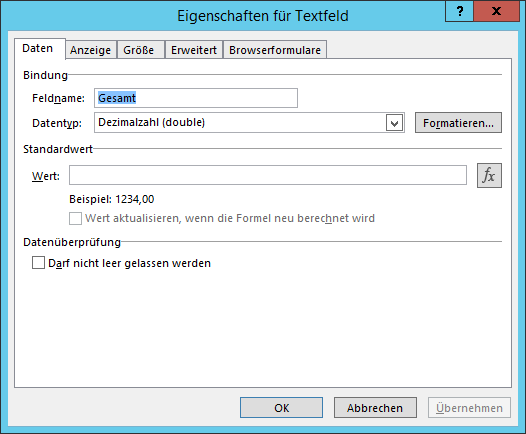 Eigenschaften für Textfeld
? X
Daten Anzeige Größe Erweitert Browserformulare
Bindung
Feldname: Gesamt
Datentyp: Dezimalzahl (double) Formatieren...
Standardwert
Wert: fx
Beispiel: 1234,00
Wert aktualisieren, wenn die Formel neu berechnet wird
Datenüberprüfung
Darf nicht leer gelassen werden
OK Abbrechen Übernehmen